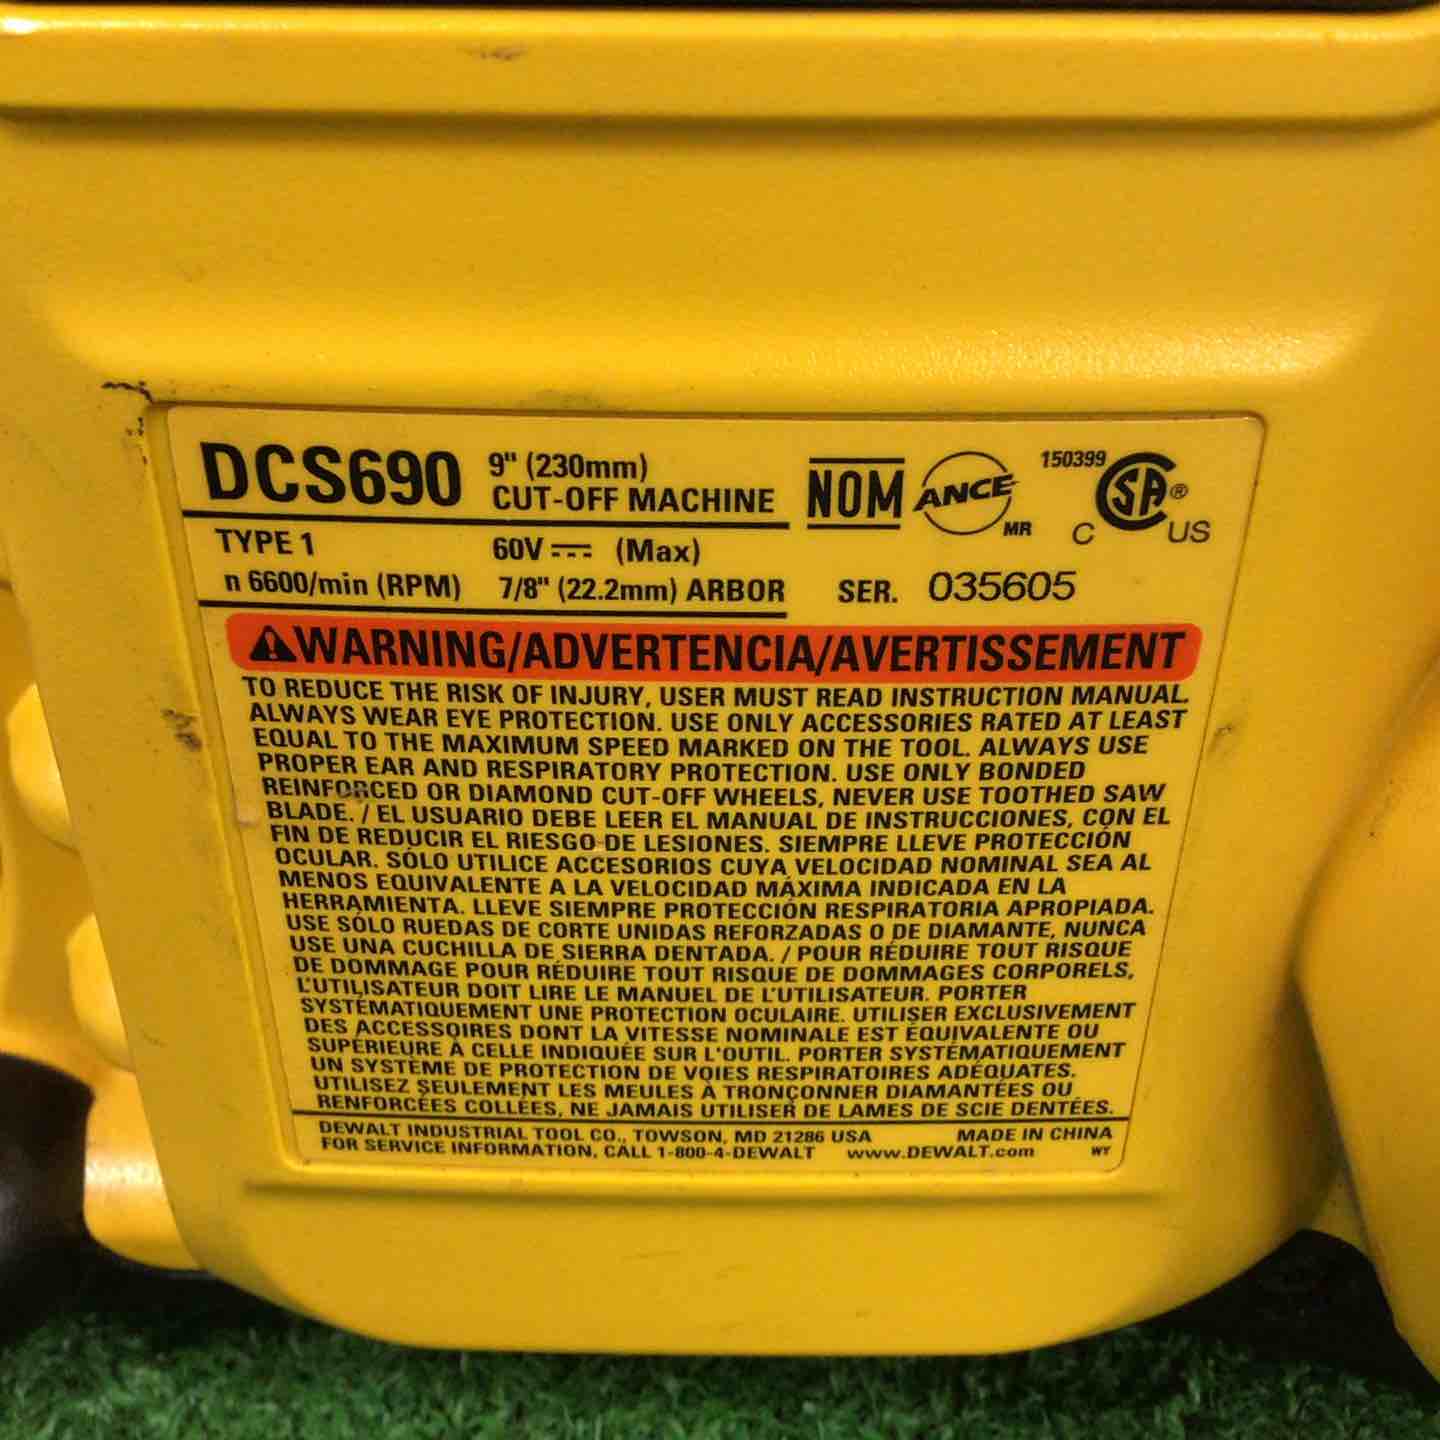 DCS690 9" (230mm)
CUT-OFF MACHINE
NOM ANCE MR
150399 CSA® C US
TYPE 1 60V (Max)
n 6600/min (RPM) 7/8" (22.2mm) ARBOR SER. 035605
WARNING/ADVERTENCIA/AVERTISSEMENT
TO REDUCE THE RISK OF INJURY, USER MUST READ INSTRUCTION MANUAL.
ALWAYS WEAR EYE PROTECTION. USE ONLY ACCESSORIES RATED AT LEAST
EQUAL TO THE MAXIMUM SPEED MARKED ON THE TOOL. ALWAYS USE
PROPER EAR AND RESPIRATORY PROTECTION. USE ONLY BONDED
REINFORCED OR DIAMOND CUT-OFF WHEELS, NEVER USE TOOTHED SAW
BLADE. / EL USUARIO DEBE LEER EL MANUAL DE INSTRUCCIONES, CON EL
FIN DE REDUCIR EL RIESGO DE LESIONES. SIEMPRE LLEVE PROTECCIÓN
OCULAR. SÓLO UTILICE ACCESORIOS CUYA VELOCIDAD NOMINAL SEA AL
MENOS EQUIVALENTE A LA VELOCIDAD MÁXIMA INDICADA EN LA
HERRAMIENTA. LLEVE SIEMPRE PROTECCIÓN RESPIRATORIA APROPIADA.
USE SÓLO RUEDAS DE CORTE UNIDAS REFORZADAS O DE DIAMANTE, NUNCA
USE UNA CUCHILLA DE SIERRA DENTADA. / POUR RÉDUIRE TOUT RISQUE
DE DOMMAGE POUR RÉDUIRE TOUT RISQUE DE DOMMAGES CORPORELS,
L'UTILISATEUR DOIT LIRE LE MANUEL DE L'UTILISATEUR. PORTER
SYSTÉMATIQUEMENT UNE PROTECTION OCULAIRE. UTILISER EXCLUSIVEMENT
DES ACCESSOIRES DONT LA VITESSE NOMINALE EST ÉQUIVALENTE OU
SUPÉRIEURE À CELLE INDIQUÉE SUR L'OUTIL. PORTER SYSTÉMATIQUEMENT
UN SYSTÈME DE PROTECTION DE VOIES RESPIRATOIRES ADÉQUATES.
UTILISEZ SEULEMENT LES MEULES À TRONÇONNER DIAMANTÉES OU
RENFORCÉES COLLÉES, NE JAMAIS UTILISER DE LAMES DE SCIE DENTÉES.
DEWALT INDUSTRIAL TOOL CO., TOWSON, MD 21286 USA MADE IN CHINA
FOR SERVICE INFORMATION, CALL 1-800-4-DEWALT www.DEWALT.com WY